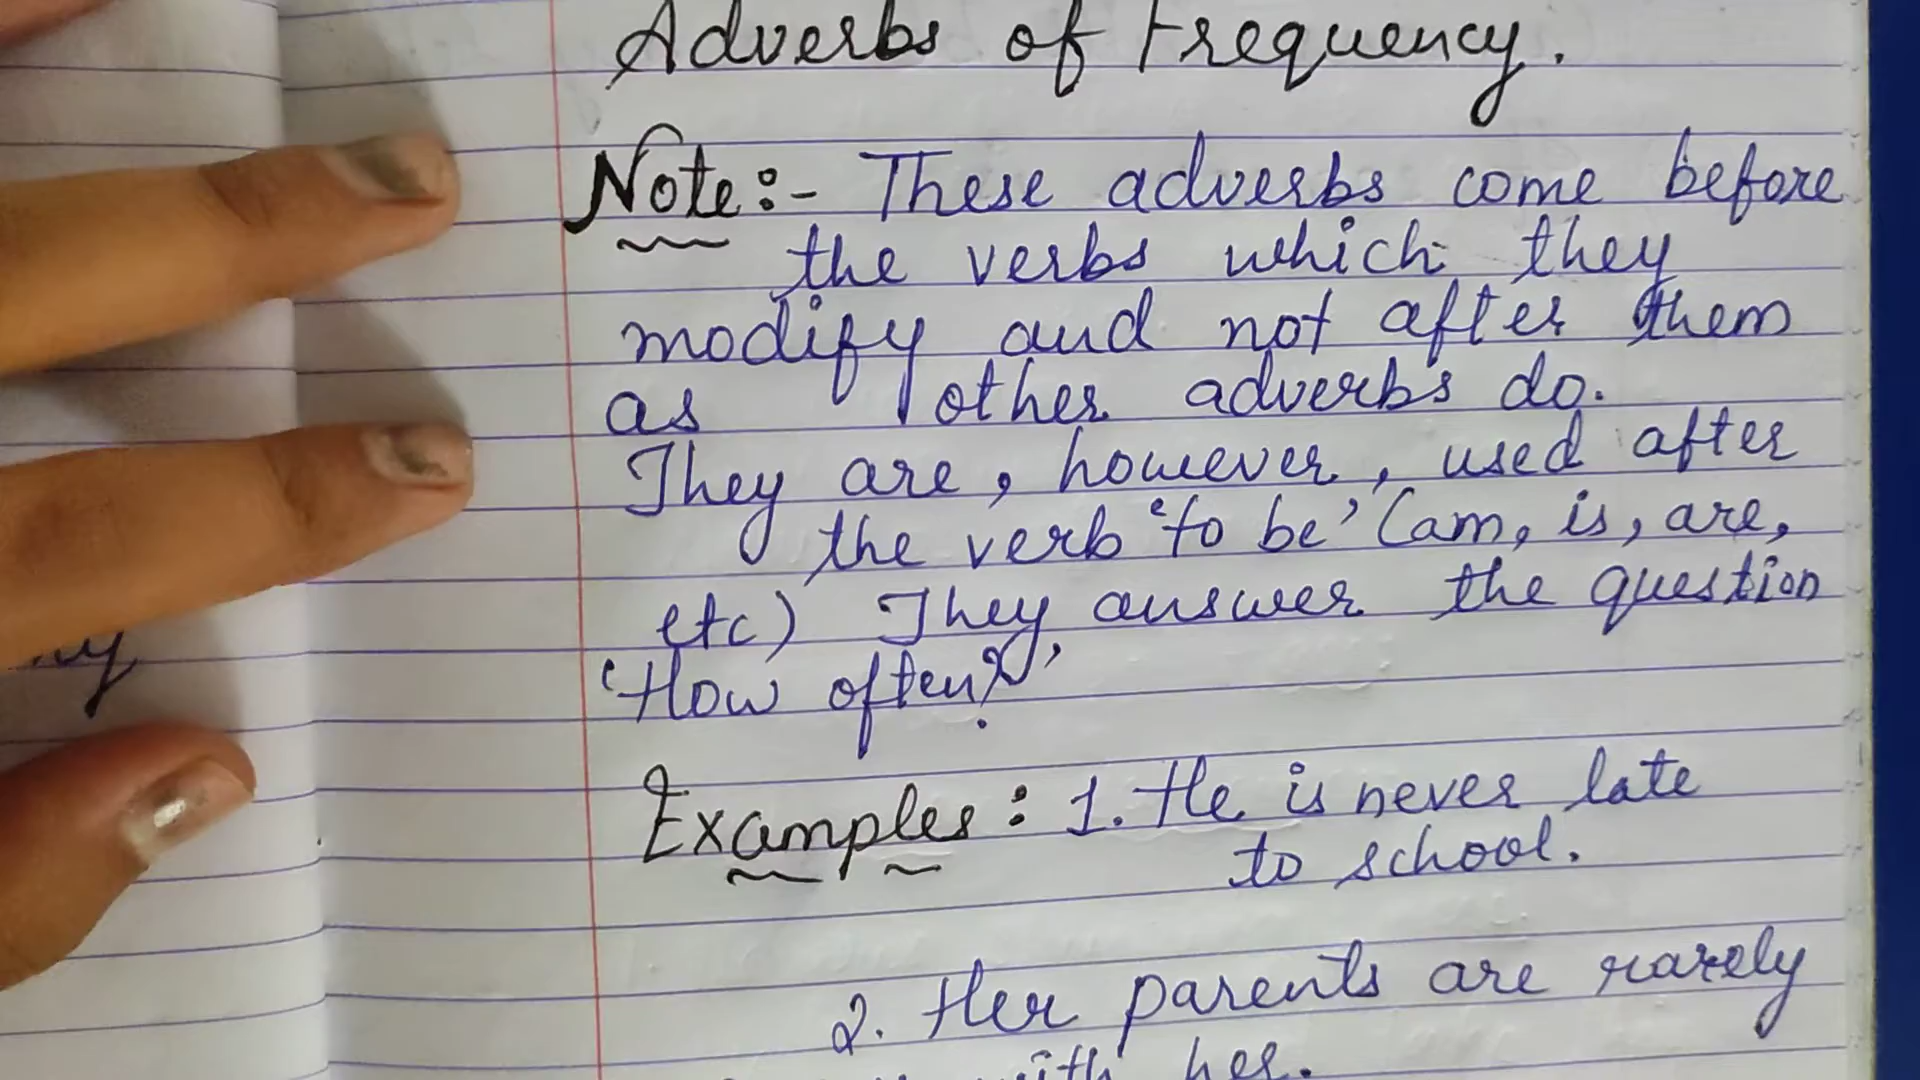 Adverbs of Frequency.
Note:- These adverbs come before
the verbs which they
modify and not after them
as other adverbs do.
They are, however, used after
the verb 'to be' (am, is, are,
etc) They answer the question
'How often?'
Examples: 1. He is never late
to school.
2. Her parents are rarely
with her.